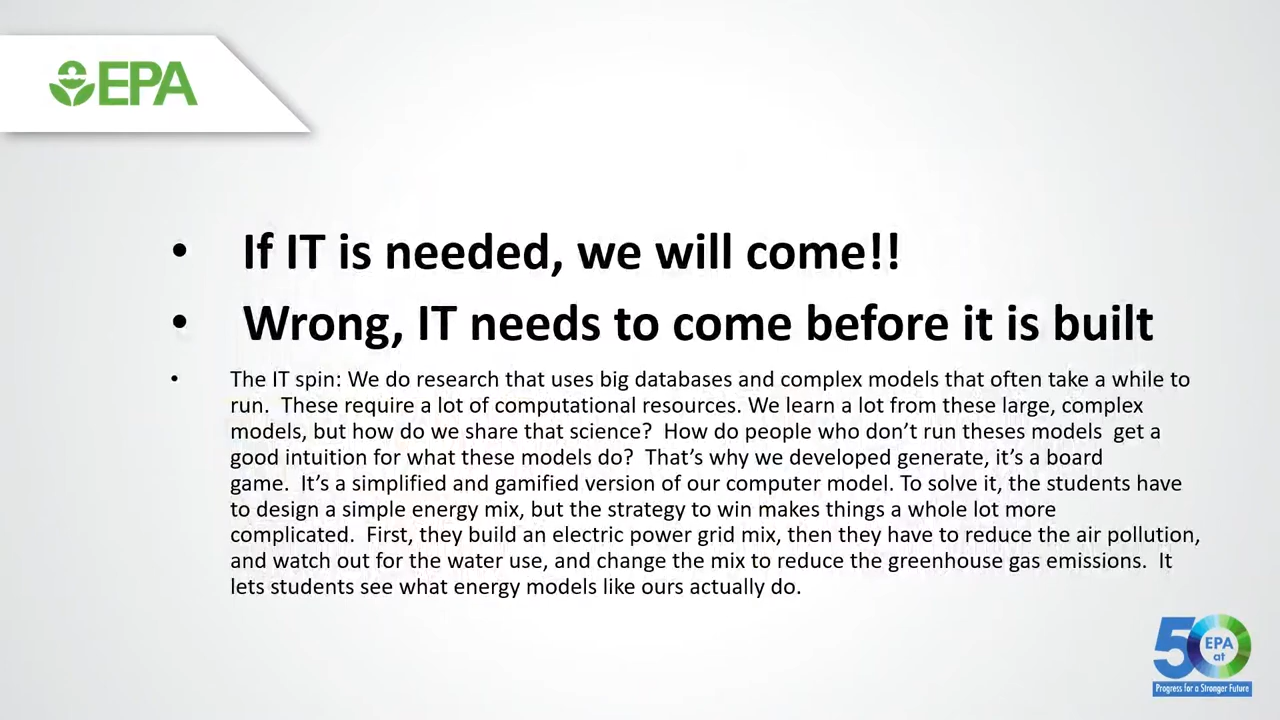 EPA
• If IT is needed, we will come!!
• Wrong, IT needs to come before it is built
• The IT spin: We do research that uses big databases and complex models that often take a while to
run.  These require a lot of computational resources. We learn a lot from these large, complex
models, but how do we share that science?  How do people who don’t run theses models  get a
good intuition for what these models do?  That’s why we developed generate, it’s a board
game.  It’s a simplified and gamified version of our computer model. To solve it, the students have
to design a simple energy mix, but the strategy to win makes things a whole lot more
complicated.  First, they build an electric power grid mix, then they have to reduce the air pollution,
and watch out for the water use, and change the mix to reduce the greenhouse gas emissions.  It
lets students see what energy models like ours actually do.
50
EPA
at
Progress for a Stronger Future